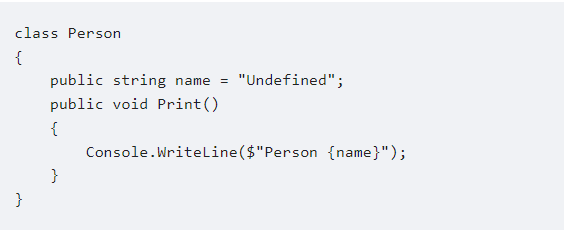 class Person
{
    public string name = "Undefined";
    public void Print()
    {
        Console.WriteLine($"Person {name}");
    }
}